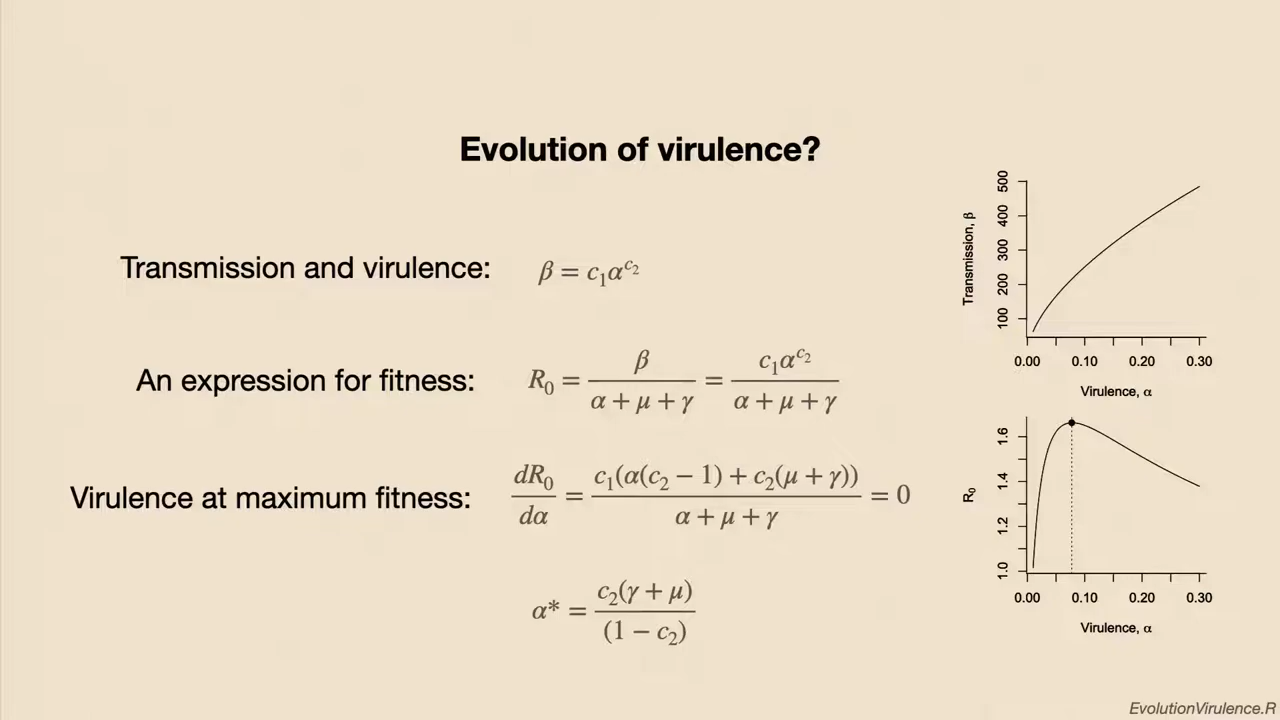 Evolution of virulence?
Transmission and virulence: β = c₁α^{c₂}
An expression for fitness: R₀ = β / (α + μ + γ) = c₁α^{c₂} / (α + μ + γ)
Virulence at maximum fitness: dR₀/dα = c₁(α(c₂ − 1) + c₂(μ + γ)) / (α + μ + γ) = 0
α* = c₂(γ + μ) / (1 − c₂)
Transmission, β
500
400
300
200
100
0.00 0.10 0.20 0.30
Virulence, α
R₀
1.6
1.4
1.2
1.0
0.00 0.10 0.20 0.30
Virulence, α
EvolutionVirulence.R